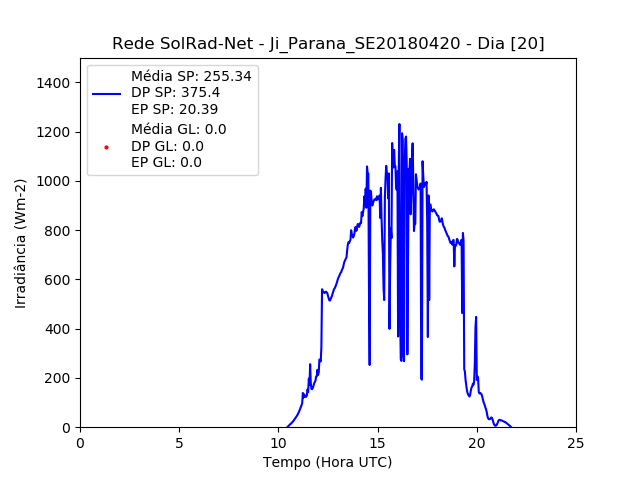 Rede SolRad-Net - Ji_Parana_SE20180420 - Dia [20]
Média SP: 255.34
DP SP: 375.4
EP SP: 20.39
Média GL: 0.0
DP GL: 0.0
EP GL: 0.0
Irradiância (Wm-2)
1400
1200
1000
800
600
400
200
0
0 5 10 15 20 25
Tempo (Hora UTC)